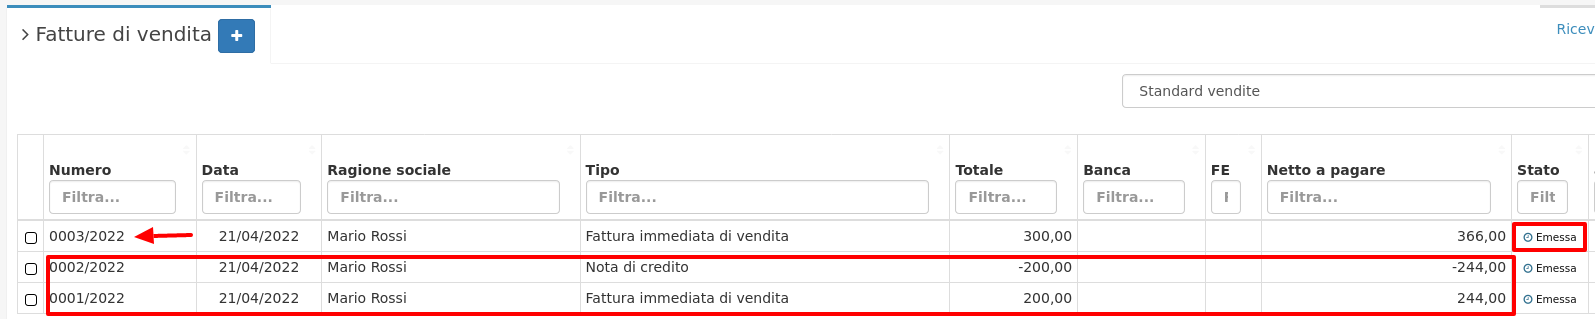 Fatture di vendita +
Ricev
Standard vendite
Numero Data Ragione sociale Tipo Totale Banca FE Netto a pagare Stato
Filtra... Filtra... Filtra... Filtra... Filtra... Filtra... Filtra... Filt
0003/2022 21/04/2022 Mario Rossi Fattura immediata di vendita 300,00 366,00 Emessa
0002/2022 21/04/2022 Mario Rossi Nota di credito -200,00 -244,00 Emessa
0001/2022 21/04/2022 Mario Rossi Fattura immediata di vendita 200,00 244,00 Emessa